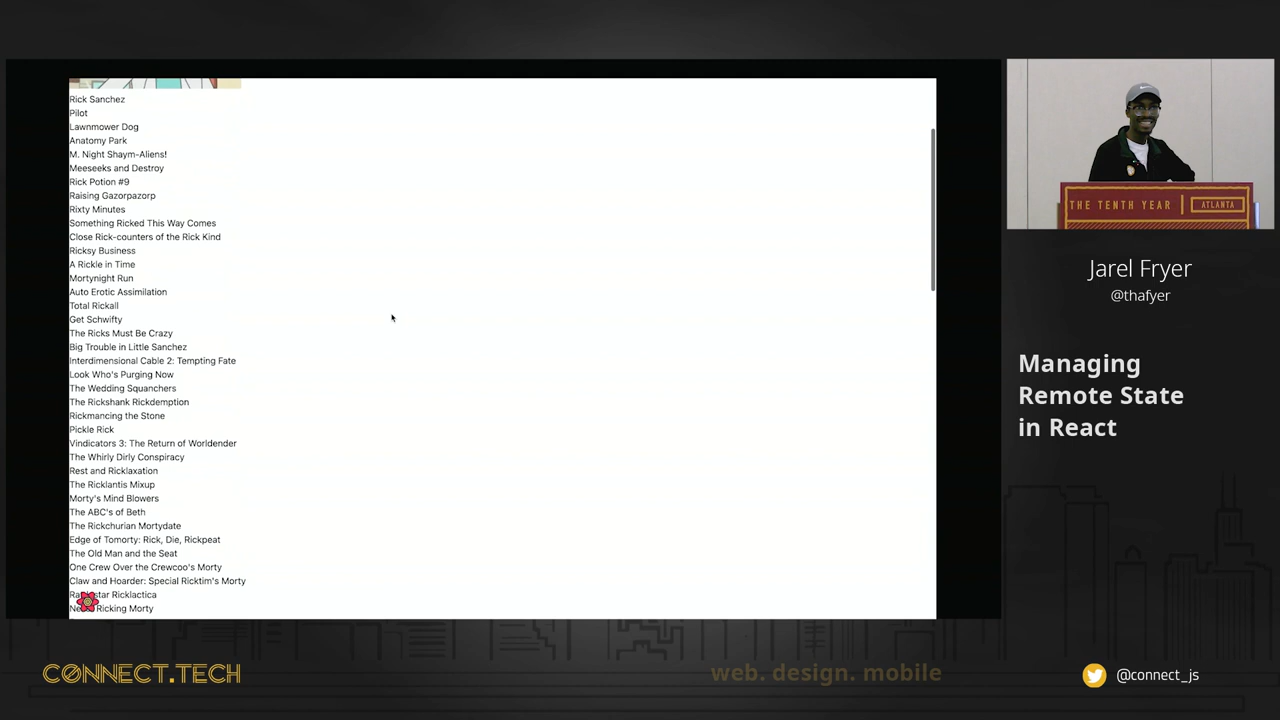 Rick Sanchez
Pilot
Lawnmower Dog
Anatomy Park
M. Night Shaym-Aliens!
Meeseeks and Destroy
Rick Potion #9
Raising Gazorpazorp
Rixty Minutes
Something Ricked This Way Comes
Close Rick-counters of the Rick Kind
Ricksy Business
A Rickle in Time
Mortynight Run
Auto Erotic Assimilation
Total Rickall
Get Schwifty
The Ricks Must Be Crazy
Big Trouble in Little Sanchez
Interdimensional Cable 2: Tempting Fate
Look Who's Purging Now
The Wedding Squanchers
The Rickshank Rickdemption
Rickmancing the Stone
Pickle Rick
Vindicators 3: The Return of Worldender
The Whirly Dirly Conspiracy
Rest and Ricklaxation
The Ricklantis Mixup
Morty's Mind Blowers
The ABC's of Beth
The Rickchurian Mortydate
Edge of Tomorty: Rick, Die, Rickpeat
The Old Man and the Seat
One Crew Over the Crewcoo's Morty
Claw and Hoarder: Special Ricktim's Morty
Ricklactica
Ricking Morty
THE TENTH YEAR | ATLANTA
Jarel Fryer
@thafyer
Managing
Remote State
in React
CONNECT.TECH
web. design. mobile
@connect_js